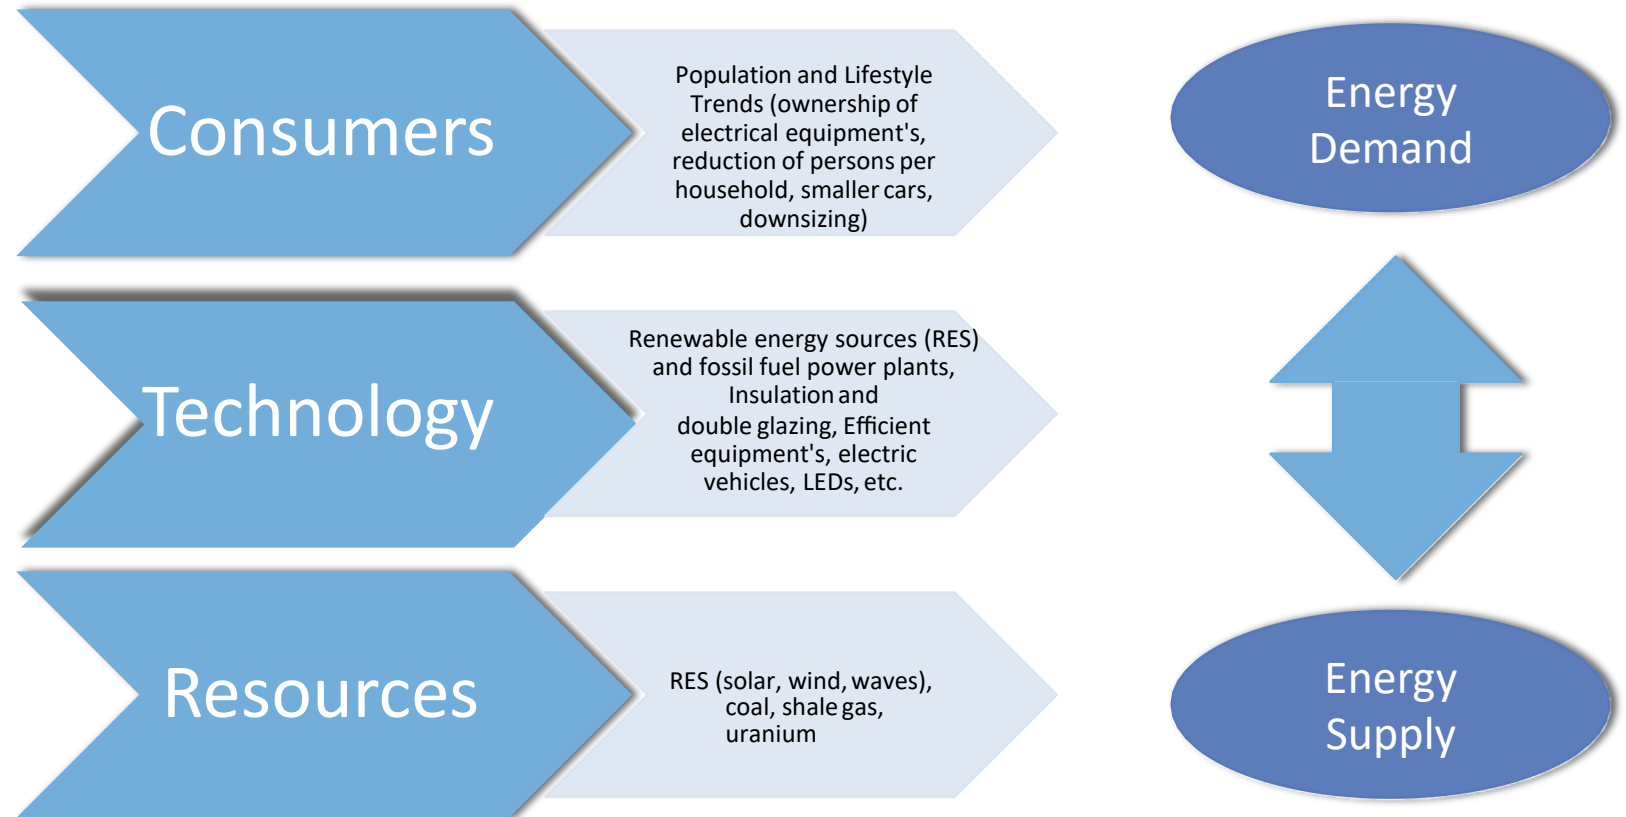 Consumers
Population and Lifestyle
Trends (ownership of
electrical equipment's,
reduction of persons per
household, smaller cars,
downsizing)
Energy
Demand
Technology
Renewable energy sources (RES)
and fossil fuel power plants,
Insulation and
double glazing, Efficient
equipment's, electric
vehicles, LEDs, etc.
Resources
RES (solar, wind, waves),
coal, shale gas,
uranium
Energy
Supply